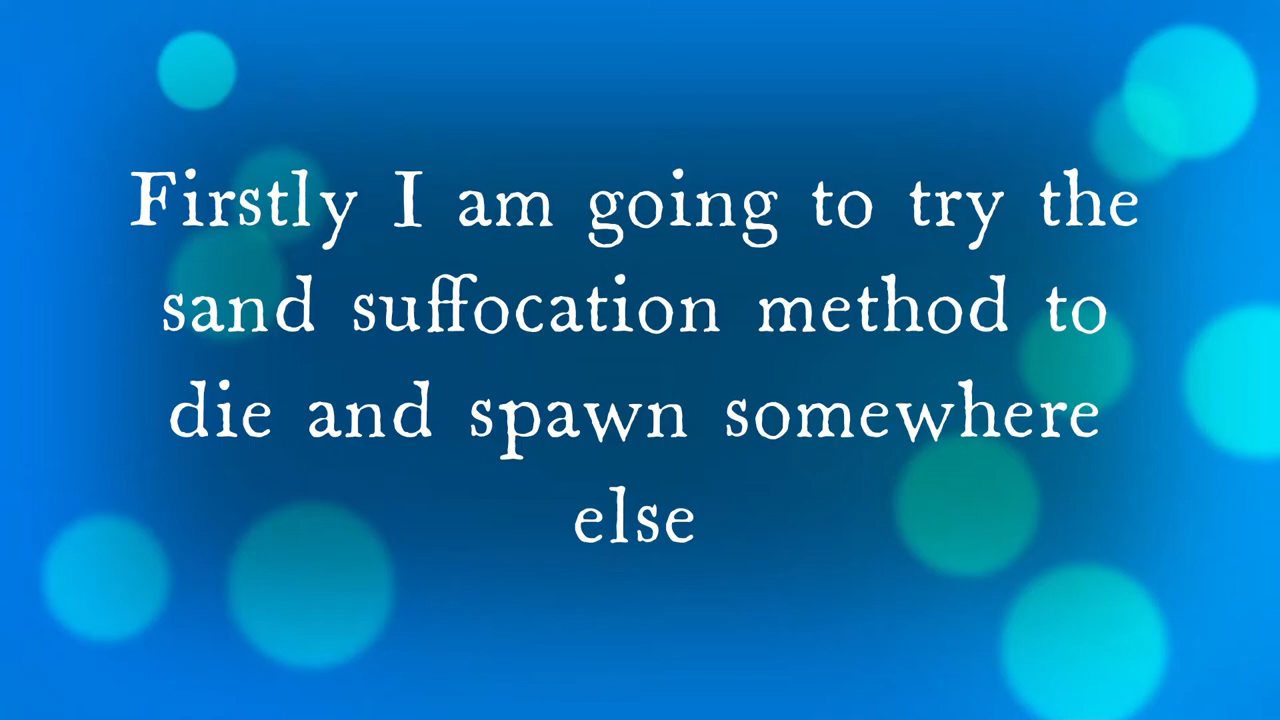 Firstly I am going to try the
sand suffocation method to
die and spawn somewhere
else